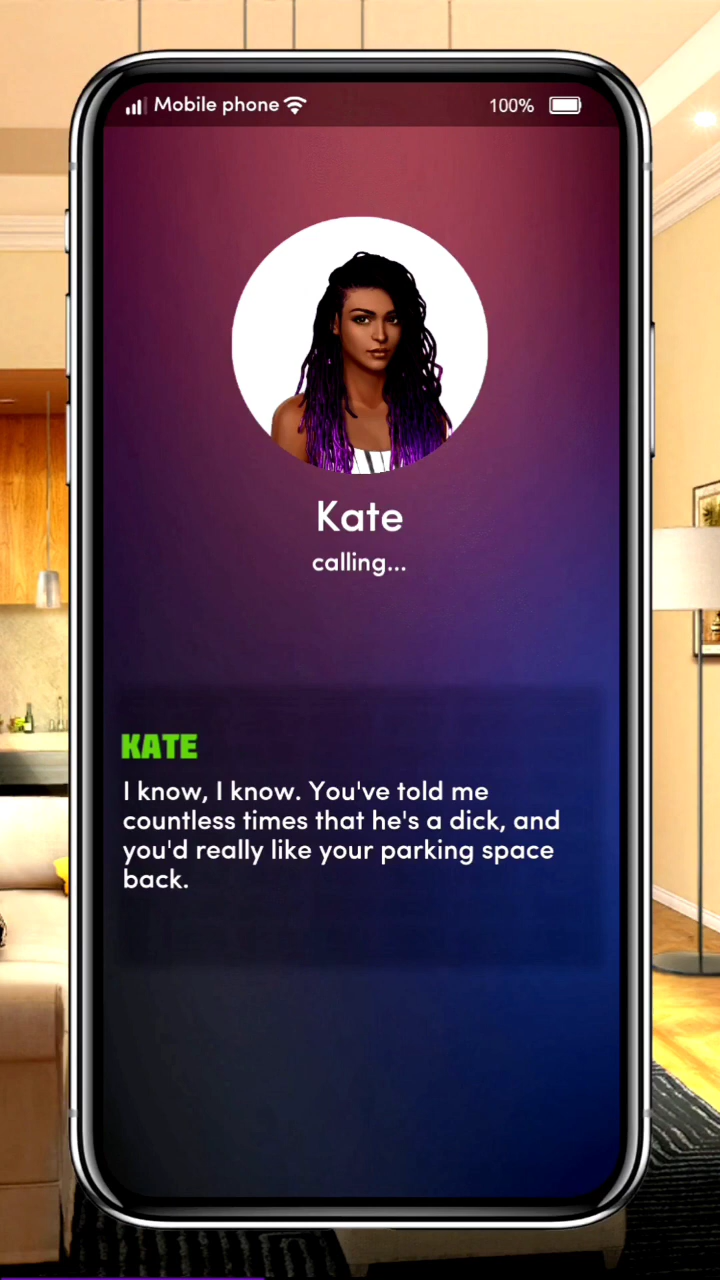 Mobile phone 100%
Kate
calling...
KATE
I know, I know. You've told me
countless times that he's a dick, and
you'd really like your parking space
back.